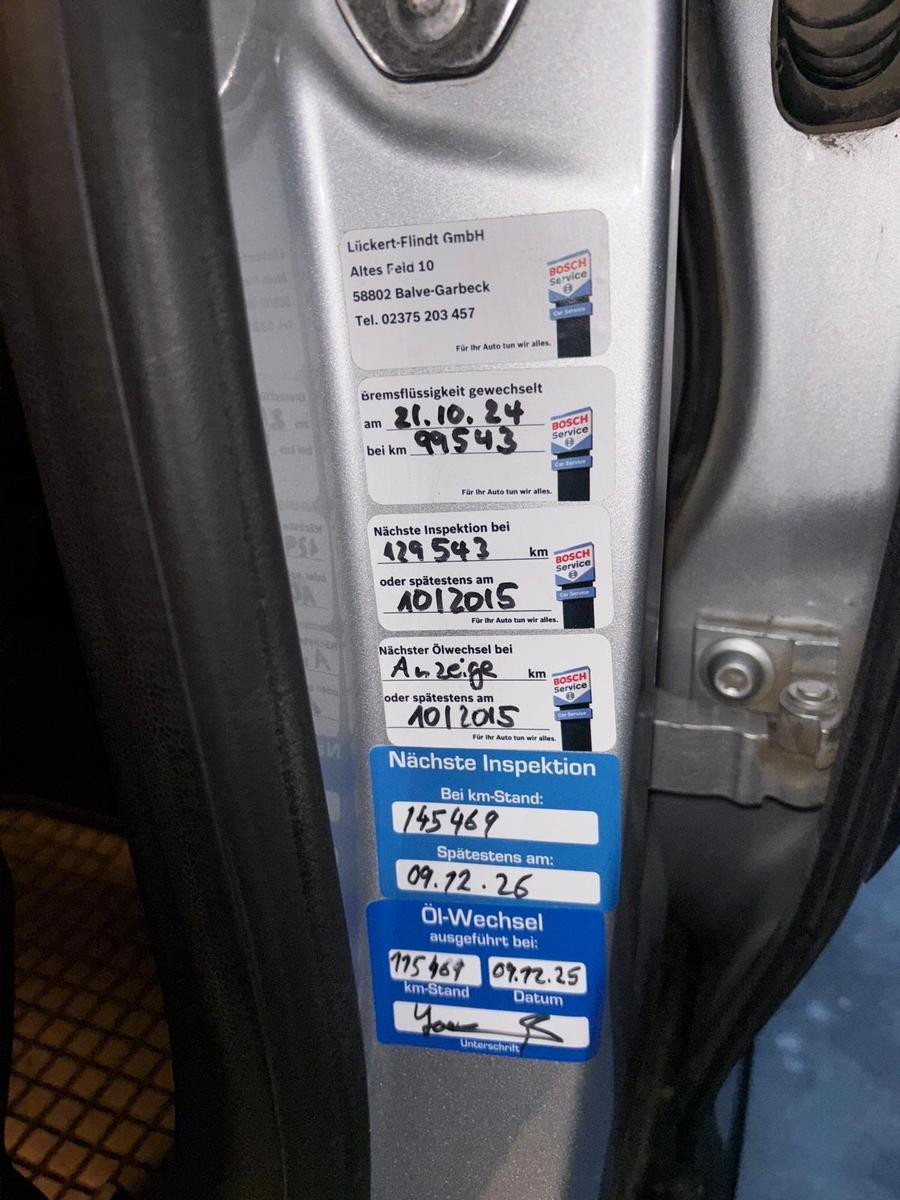 Lückert-Flindt GmbH
Altes Feld 10
58802 Balve-Garbeck
Tel. 02375 203 457
BOSCH
Service
Car Service
Für Ihr Auto tun wir alles.
Bremsflüssigkeit gewechselt
am 21.10.24
bei km 99543
BOSCH
Service
Car Service
Für Ihr Auto tun wir alles.
Nächste Inspektion bei
129543 km
oder spätestens am
10/2015
BOSCH
Service
Car Service
Für Ihr Auto tun wir alles.
Nächster Ölwechsel bei
Anzeige km
oder spätestens am
10/2015
BOSCH
Service
Car Service
Für Ihr Auto tun wir alles.
Nächste Inspektion
Bei km-Stand:
145469
Spätestens am:
09.12.26
Öl-Wechsel
ausgeführt bei:
115469 09.12.25
km-Stand Datum
Unterschrift